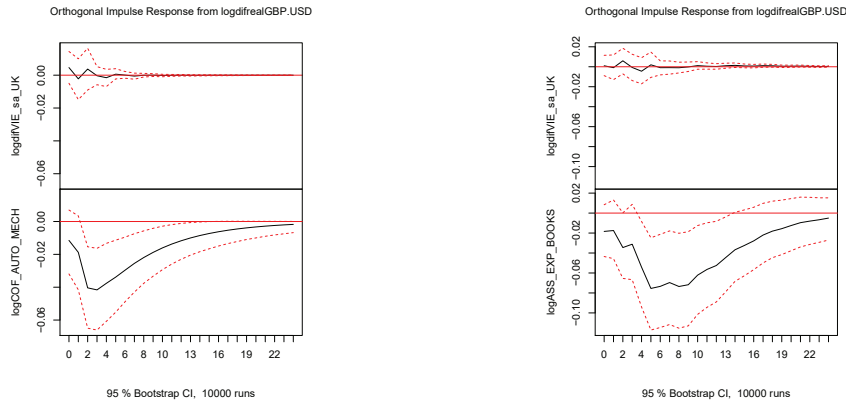 Orthogonal Impulse Response from logdifrealGBP.USD
logdifVIE_sa_UK
0.00
−0.02
−0.06
logCOF_AUTO_MECH
0.00
−0.02
−0.06
0 2 4 6 8 10 13 16 19 22
95 % Bootstrap CI, 10000 runs
Orthogonal Impulse Response from logdifrealGBP.USD
logdifVIE_sa_UK
0.02
−0.02
−0.06
−0.10
logASS_EXP_BOOKS
0.02
−0.02
−0.06
−0.10
0 2 4 6 8 10 13 16 19 22
95 % Bootstrap CI, 10000 runs